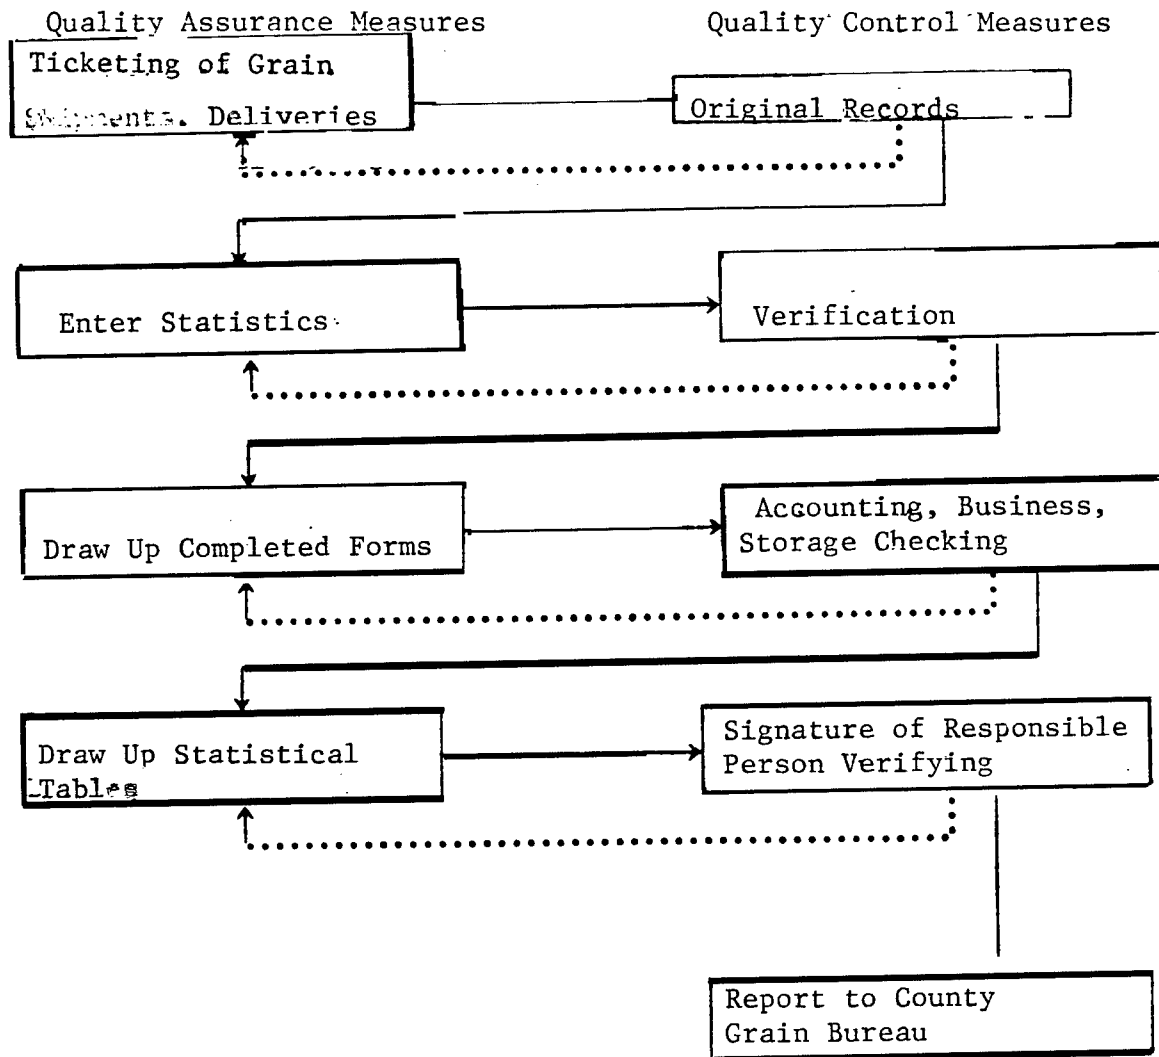 Quality Assurance Measures
Quality Control Measures
Ticketing of Grain
Shipments. Deliveries
Original Records
Enter Statistics
Verification
Draw Up Completed Forms
Accounting, Business,
Storage Checking
Draw Up Statistical
Tables
Signature of Responsible
Person Verifying
Report to County
Grain Bureau